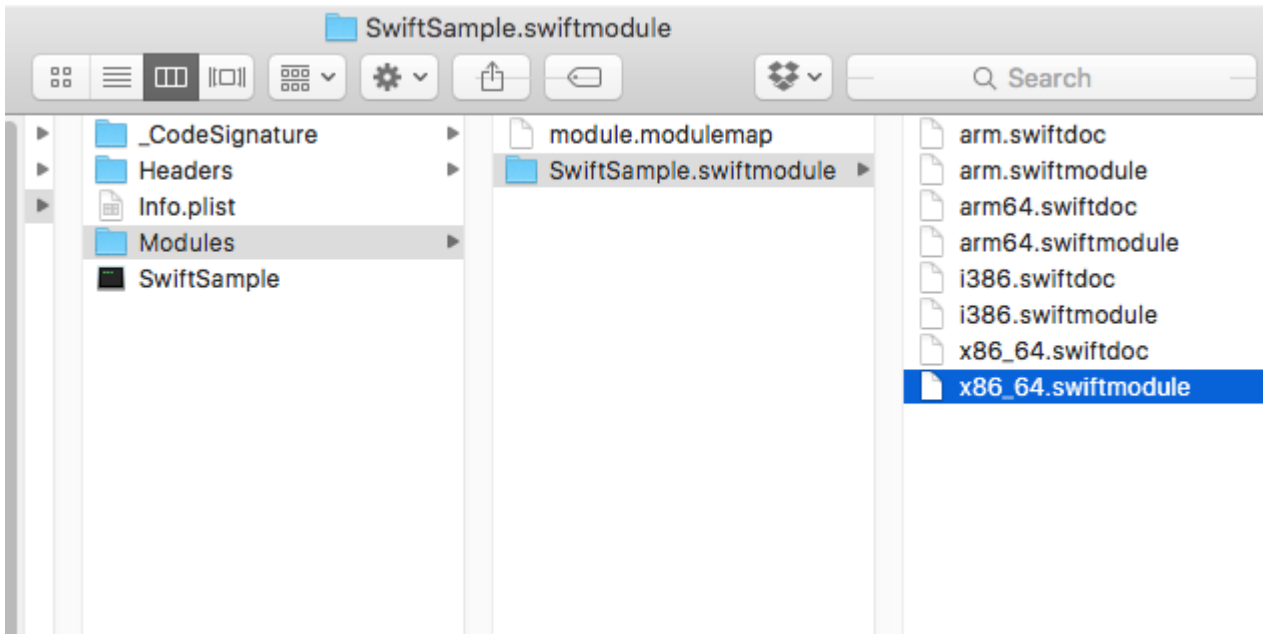 SwiftSample.swiftmodule
Search
_CodeSignature
Headers
Info.plist
Modules
SwiftSample
module.modulemap
SwiftSample.swiftmodule
arm.swiftdoc
arm.swiftmodule
arm64.swiftdoc
arm64.swiftmodule
i386.swiftdoc
i386.swiftmodule
x86_64.swiftdoc
x86_64.swiftmodule